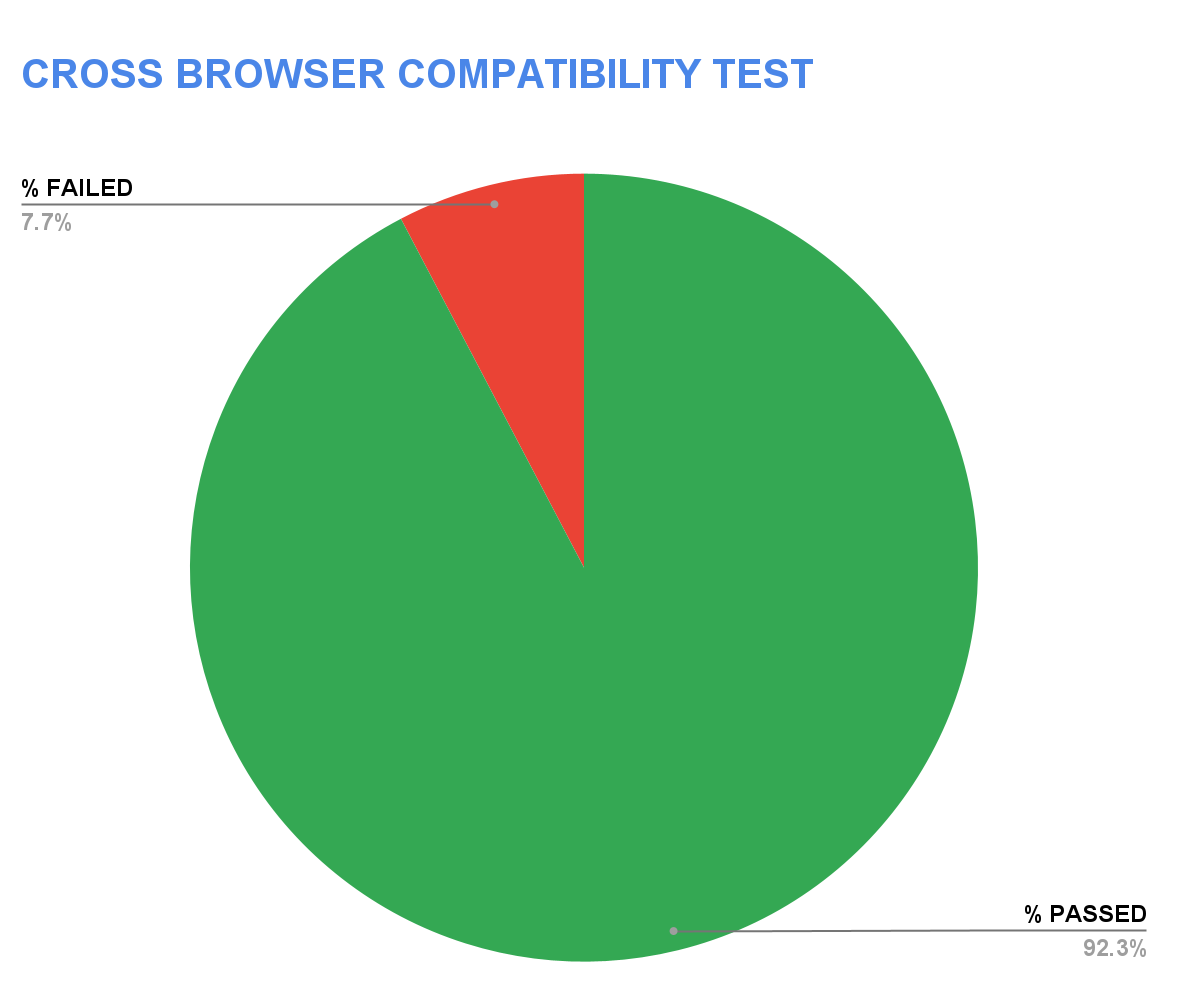 CROSS BROWSER COMPATIBILITY TEST
% FAILED
7.7%
% PASSED
92.3%